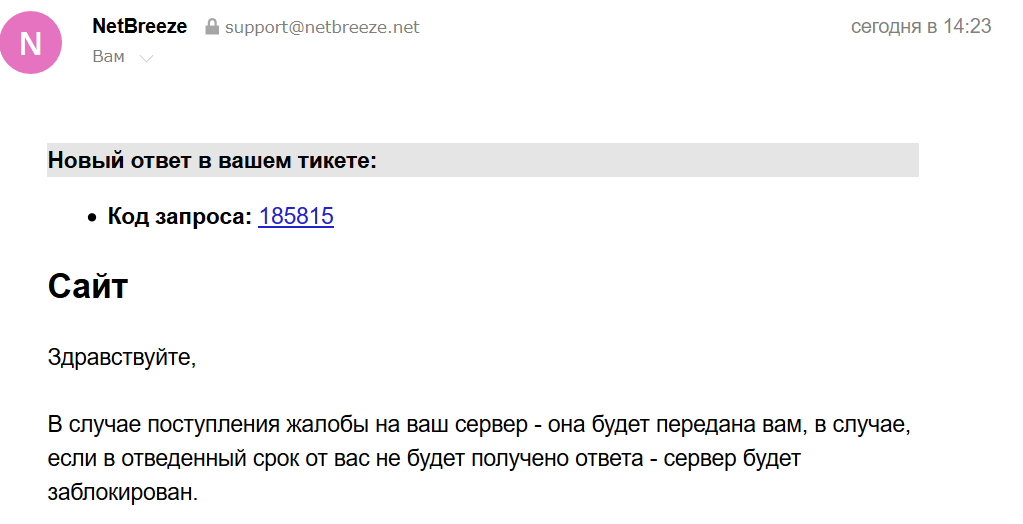 N
NetBreeze support@netbreeze.net сегодня в 14:23
Вам
Новый ответ в вашем тикете:
• Код запроса: 185815
Сайт
Здравствуйте,
В случае поступления жалобы на ваш сервер - она будет передана вам, в случае,
если в отведенный срок от вас не будет получено ответа - сервер будет
заблокирован.